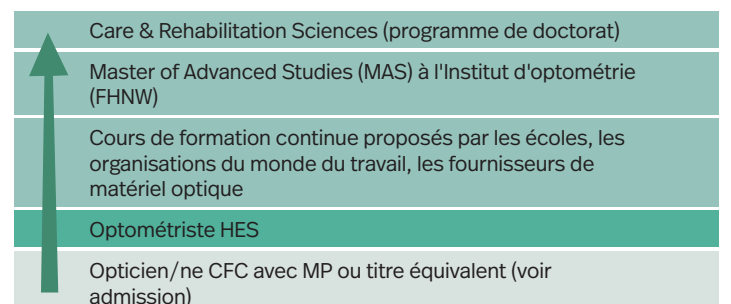 Care & Rehabilitation Sciences (programme de doctorat)
Master of Advanced Studies (MAS) à l'Institut d'optométrie
(FHNW)
Cours de formation continue proposés par les écoles, les
organisations du monde du travail, les fournisseurs de
matériel optique
Optométriste HES
Opticien/ne CFC avec MP ou titre équivalent (voir
admission)